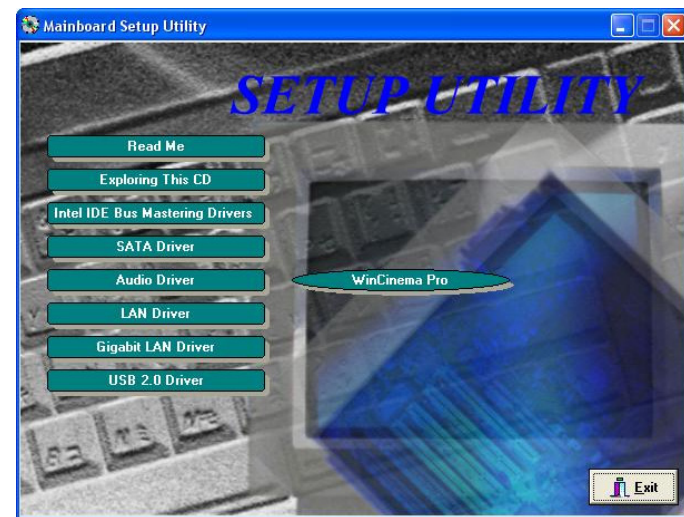 Mainboard Setup Utility
SETUP UTILITY
Read Me
Exploring This CD
Intel IDE Bus Mastering Drivers
SATA Driver
Audio Driver
WinCinema Pro
LAN Driver
Gigabit LAN Driver
USB 2.0 Driver
Exit